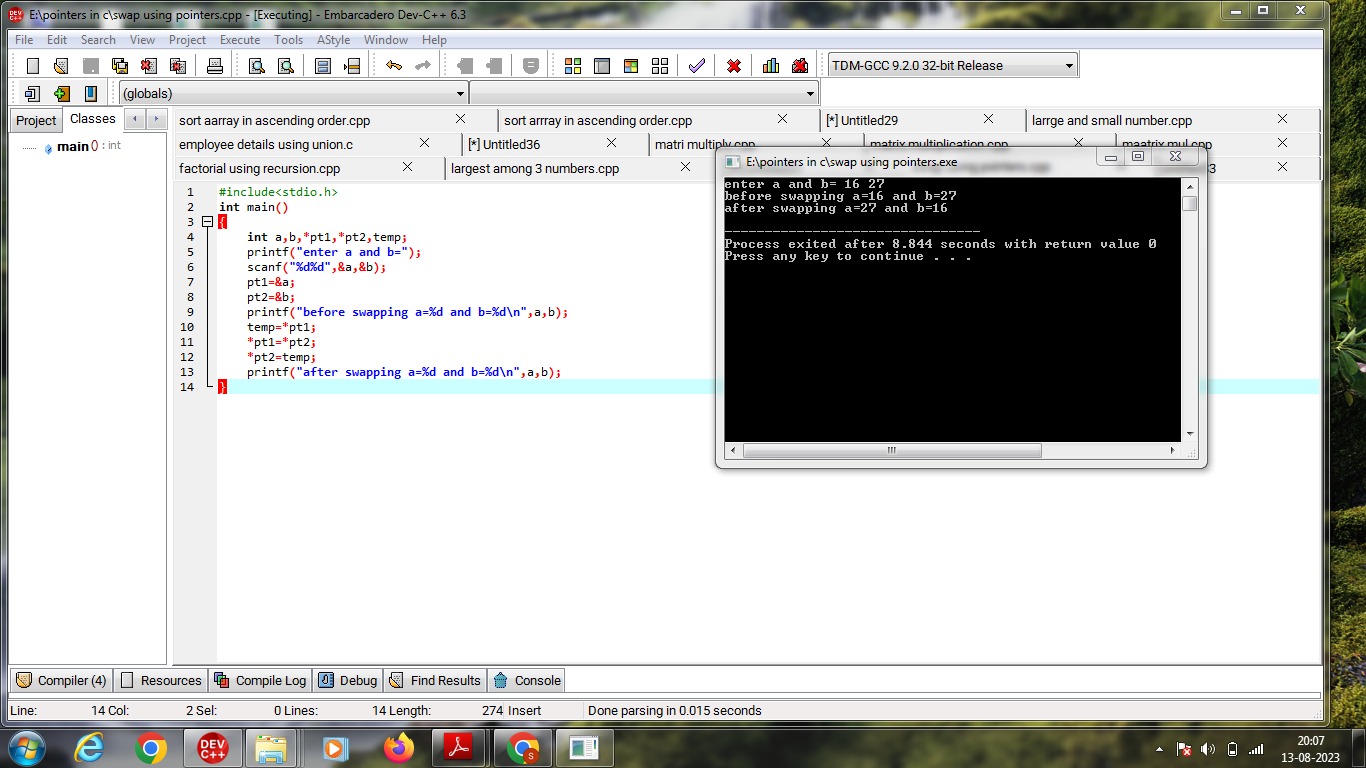 E:\pointers in c\swap using pointers.cpp - [Executing] - Embarcadero Dev-C++ 6.3
File Edit Search View Project Execute Tools AStyle Window Help
TDM-GCC 9.2.0 32-bit Release
(globals)
Project Classes
main () : int
sort aarray in ascending order.cpp sort arrray in ascending order.cpp [*] Untitled29 larrge and small number.cpp
employee details using union.c [*] Untitled36 matri multiply.cpp matrix multiplication.cpp maatrix mul.cpp
factorial using recursion.cpp largest among 3 numbers.cpp
1 #include<stdio.h>
2 int main()
3 {
4 int a,b,*pt1,*pt2,temp;
5 printf("enter a and b=");
6 scanf("%d%d",&a,&b);
7 pt1=&a;
8 pt2=&b;
9 printf("before swapping a=%d and b=%d\n",a,b);
10 temp=*pt1;
11 *pt1=*pt2;
12 *pt2=temp;
13 printf("after swapping a=%d and b=%d\n",a,b);
14 }
E:\pointers in c\swap using pointers.exe
enter a and b= 16 27
before swapping a=16 and b=27
after swapping a=27 and b=16
--------------------------------
Process exited after 8.844 seconds with return value 0
Press any key to continue . . .
Compiler (4) Resources Compile Log Debug Find Results Console
Line: 14 Col: 2 Sel: 0 Lines: 14 Length: 274 Insert Done parsing in 0.015 seconds
DEV C++
S
20:07
13-08-2023